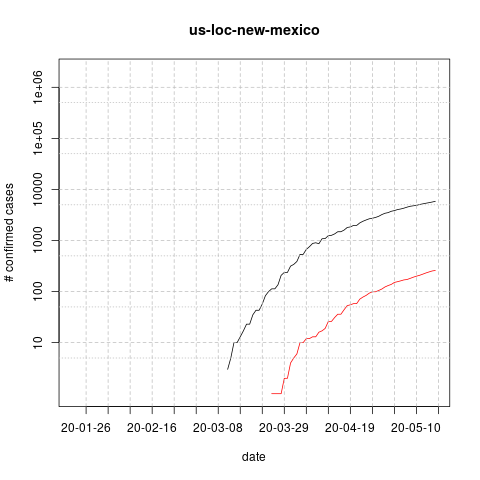 us-loc-new-mexico
# confirmed cases
1e+06
1e+05
10000
1000
100
10
20-01-26 20-02-16 20-03-08 20-03-29 20-04-19 20-05-10
date